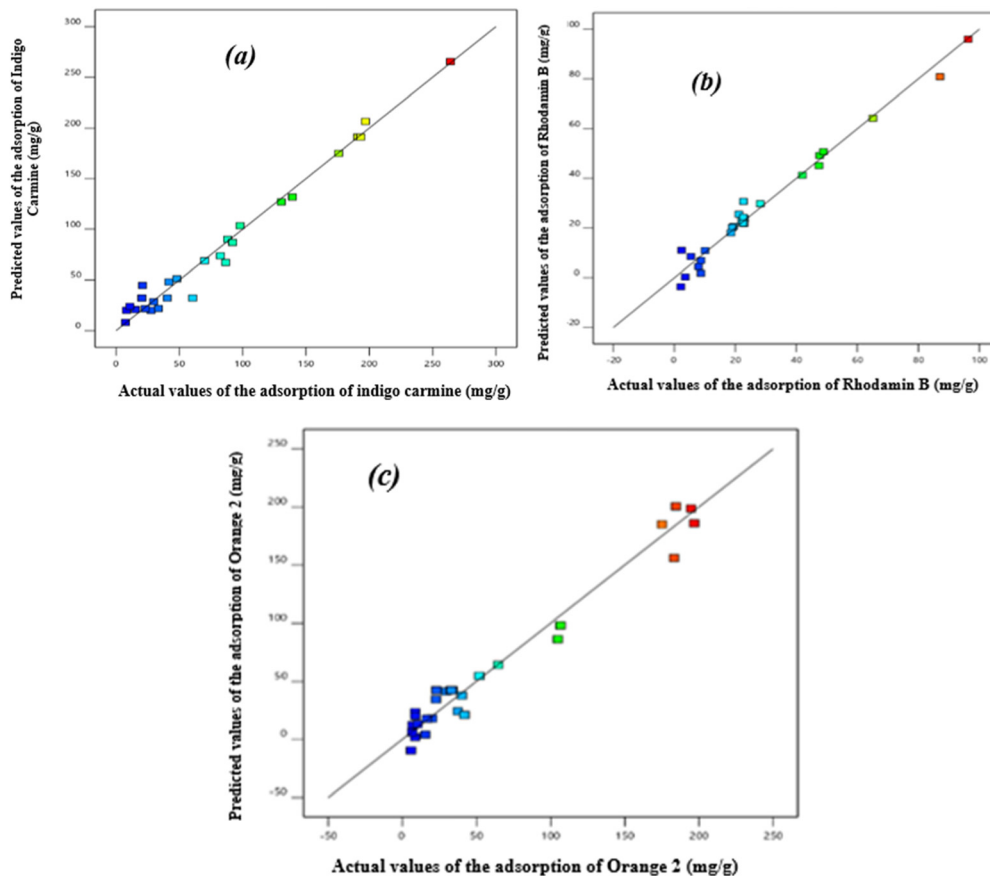 Predicted values of the adsorption of Indigo
Carmine (mg/g)
300
250
200
150
100
50
0
(a)
0 50 100 150 200 250 300
Actual values of the adsorption of indigo carmine (mg/g)
Predicted values of the adsorption of Rhodamin B (mg/g)
100
80
60
40
20
0
-20
(b)
-20 0 20 40 60 80 100
Actual values of the adsorption of Rhodamin B (mg/g)
Predicted values of the adsorption of Orange 2 (mg/g)
250
200
150
100
50
0
-50
(c)
-50 0 50 100 150 200 250
Actual values of the adsorption of Orange 2 (mg/g)